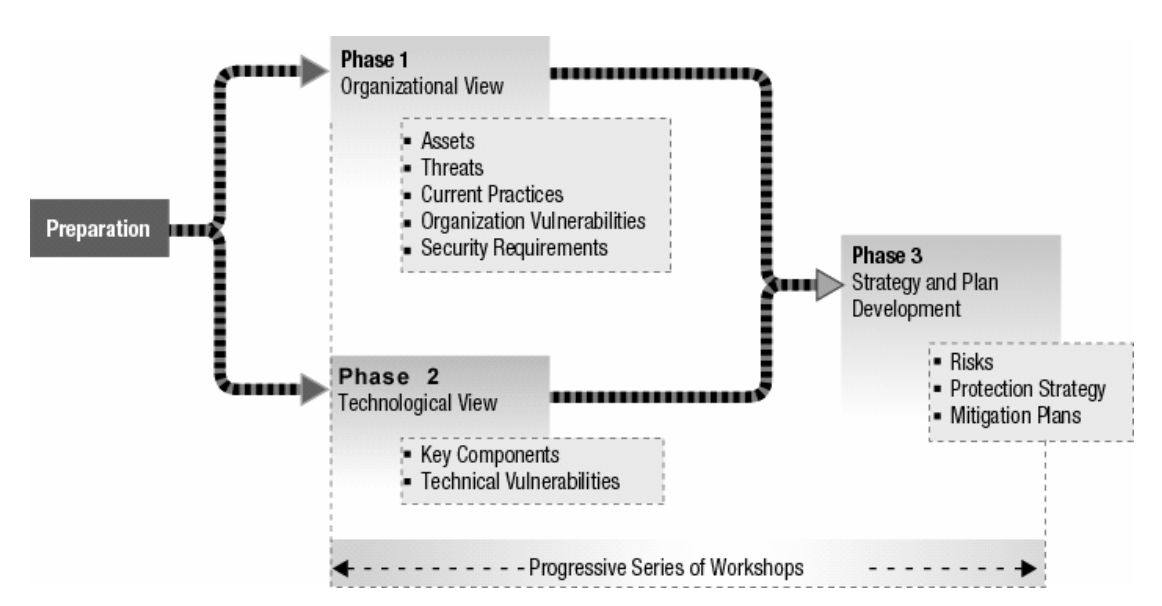 Phase 1
Organizational View
▪ Assets
▪ Threats
▪ Current Practices
▪ Organization Vulnerabilities
▪ Security Requirements
Preparation
Phase 3
Strategy and Plan
Development
▪ Risks
▪ Protection Strategy
▪ Mitigation Plans
Phase 2
Technological View
▪ Key Components
▪ Technical Vulnerabilities
Progressive Series of Workshops